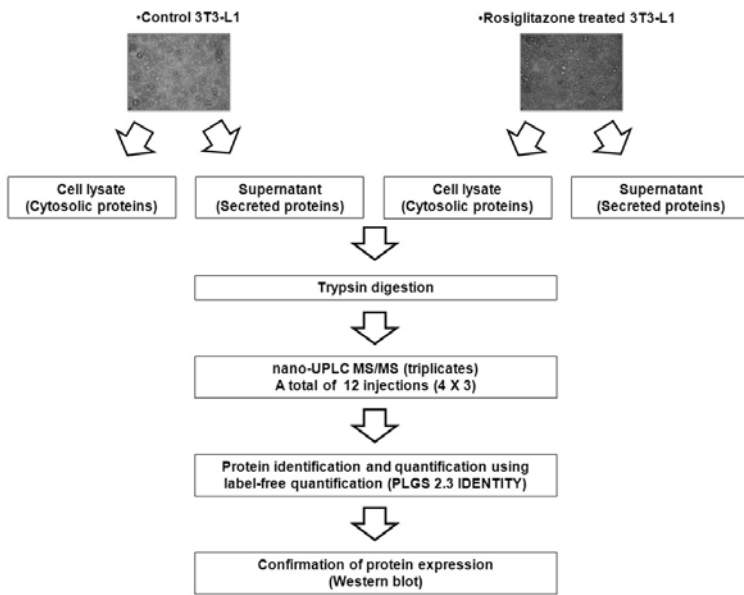 •Control 3T3-L1
•Rosiglitazone treated 3T3-L1
Cell lysate
(Cytosolic proteins)
Supernatant
(Secreted proteins)
Cell lysate
(Cytosolic proteins)
Supernatant
(Secreted proteins)
Trypsin digestion
nano-UPLC MS/MS (triplicates)
A total of 12 injections (4 X 3)
Protein identification and quantification using
label-free quantification (PLGS 2.3 IDENTITY)
Confirmation of protein expression
(Western blot)